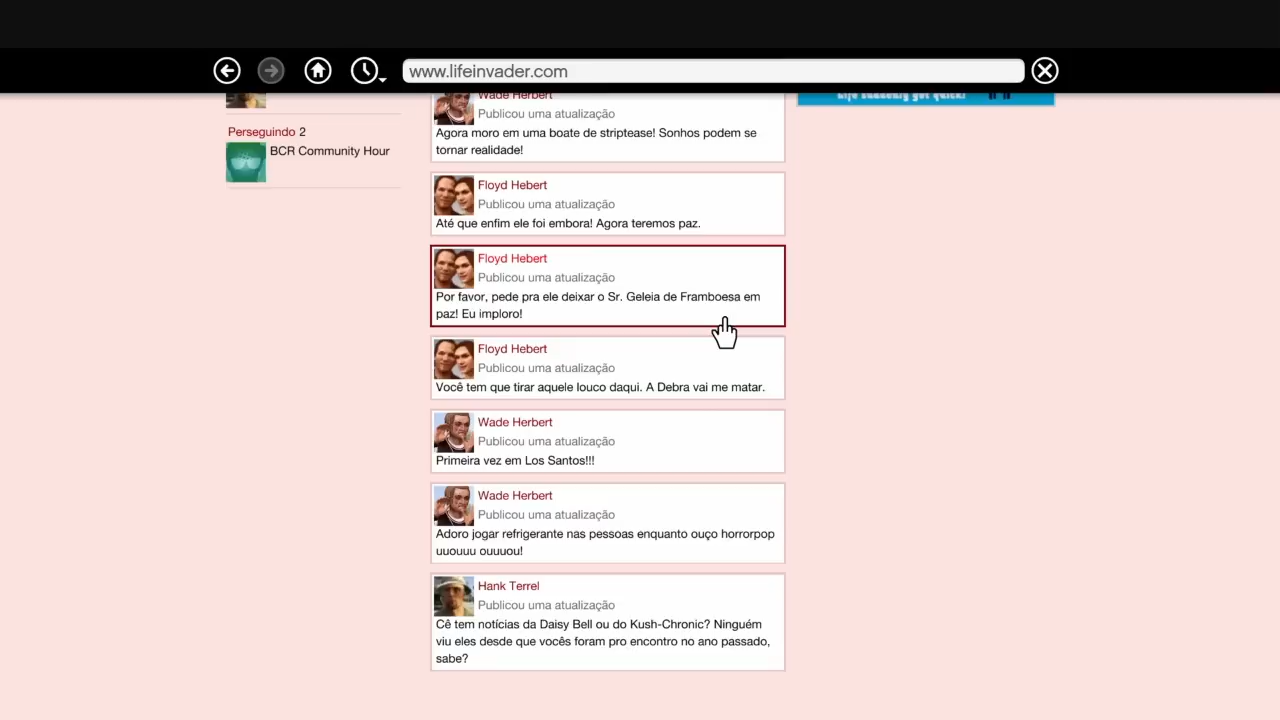 www.lifeinvader.com
Perseguindo 2
BCR Community Hour
Wade Herbert
Publicou uma atualização
Agora moro em uma boate de striptease! Sonhos podem se
tornar realidade!
Floyd Hebert
Publicou uma atualização
Até que enfim ele foi embora! Agora teremos paz.
Floyd Hebert
Publicou uma atualização
Por favor, pede pra ele deixar o Sr. Geleia de Framboesa em
paz! Eu imploro!
Floyd Hebert
Publicou uma atualização
Você tem que tirar aquele louco daqui. A Debra vai me matar.
Wade Herbert
Publicou uma atualização
Primeira vez em Los Santos!!!
Wade Herbert
Publicou uma atualização
Adoro jogar refrigerante nas pessoas enquanto ouço horrorpop
uuouuu ouuuou!
Hank Terrel
Publicou uma atualização
Cê tem notícias da Daisy Bell ou do Kush-Chronic? Ninguém
viu eles desde que vocês foram pro encontro no ano passado,
sabe?
life suddenly got quick!